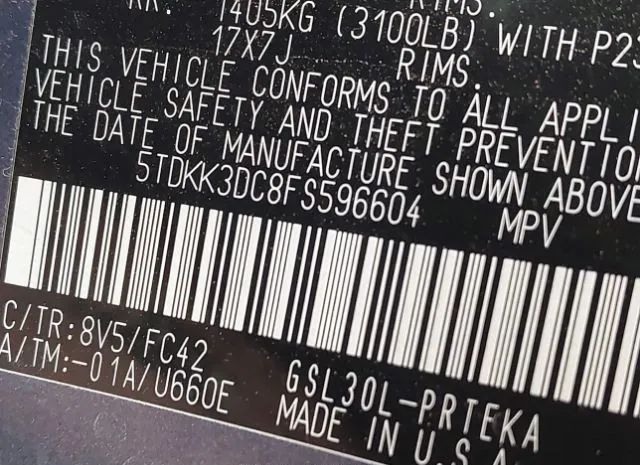 RR: 1405KG (3100LB) WITH P23
17X7J RIMS.
THIS VEHICLE CONFORMS TO ALL APPLI
VEHICLE SAFETY AND THEFT PREVENTION
THE DATE OF MANUFACTURE SHOWN ABOVE
5TDKK3DC8FS596604 MPV
C/TR:8V5/FC42
A/TM:-01A/U660E
GSL30L-PRTEKA
MADE IN U.S.A